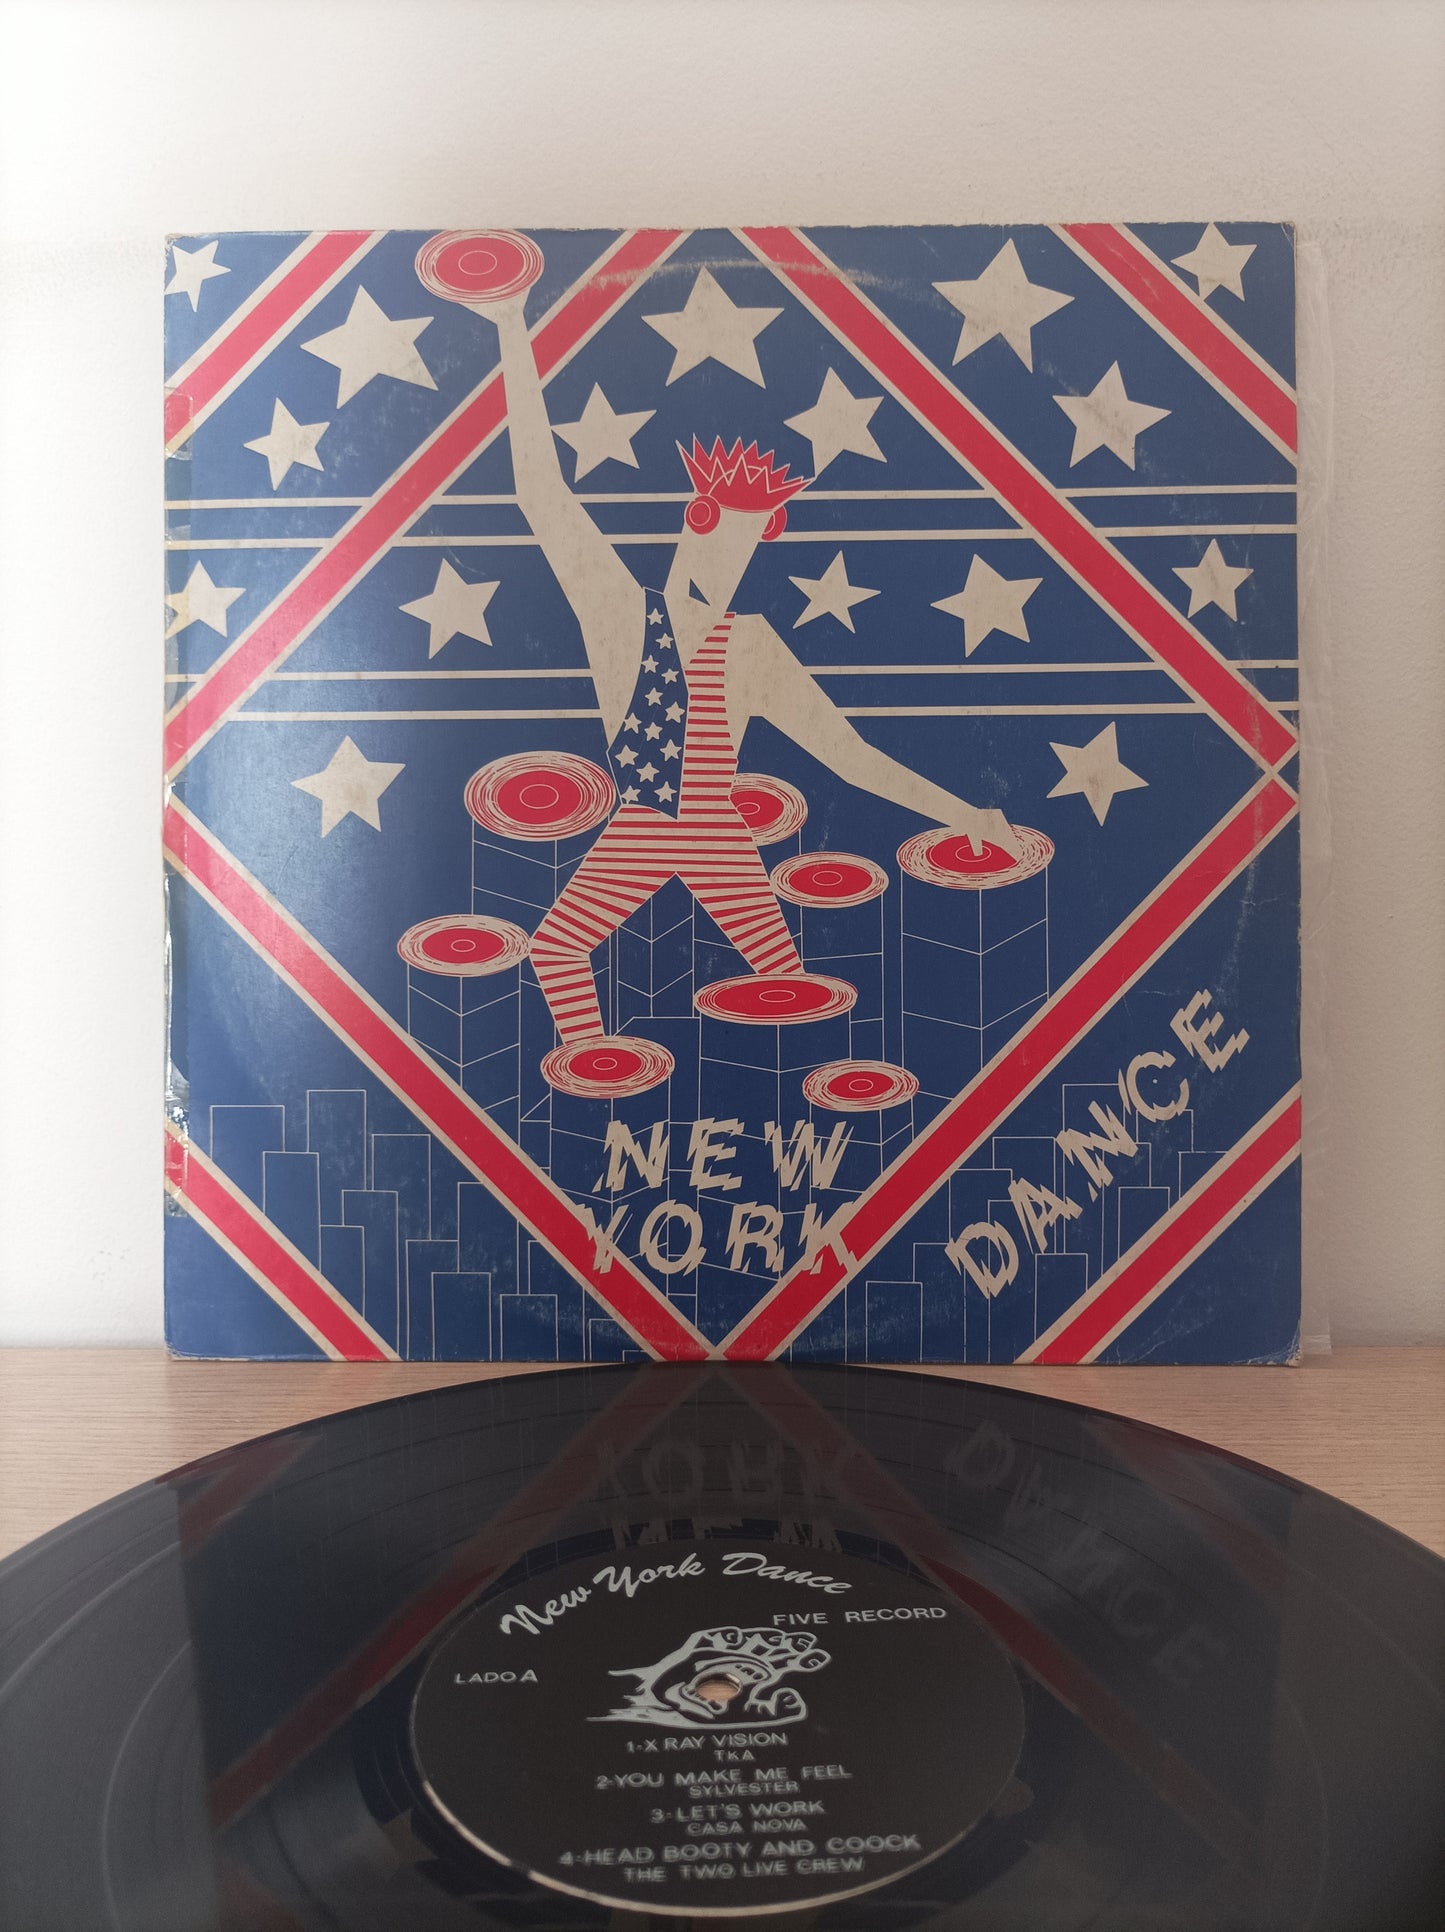 NEW
YORK
DANCE
New York Dance
FIVE RECORD
LADO A
1-X RAY VISION
TKA
2-YOU MAKE ME FEEL
SYLVESTER
3-LET'S WORK
CASA NOVA
4-HEAD BOOTY AND COOCK
THE TWO LIVE CREW